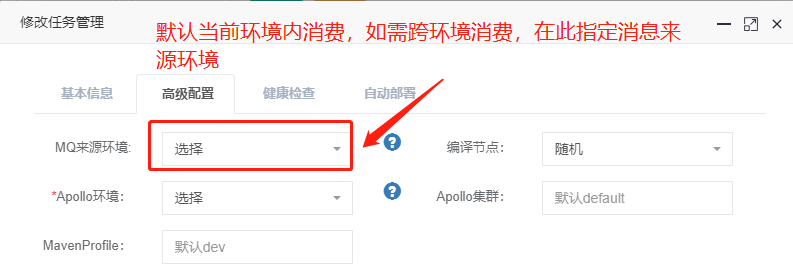 修改任务管理
默认当前环境内消费，如需跨环境消费，在此指定消息来
源环境
基本信息 高级配置 健康检查 自动部署
MQ来源环境: 选择 ? 编译节点: 随机
*Apollo环境: 选择 ? Apollo集群: 默认default
MavenProfile: 默认dev